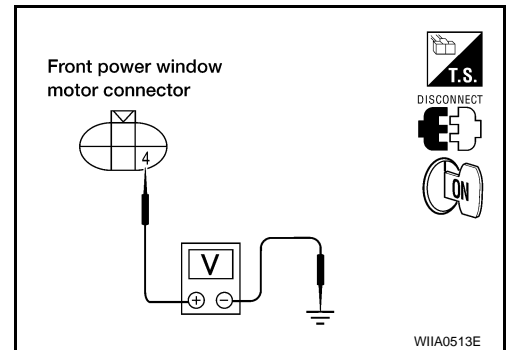 Front power window
motor connector
T.S.
DISCONNECT
4
ON
V
+ −
WIIA0513E